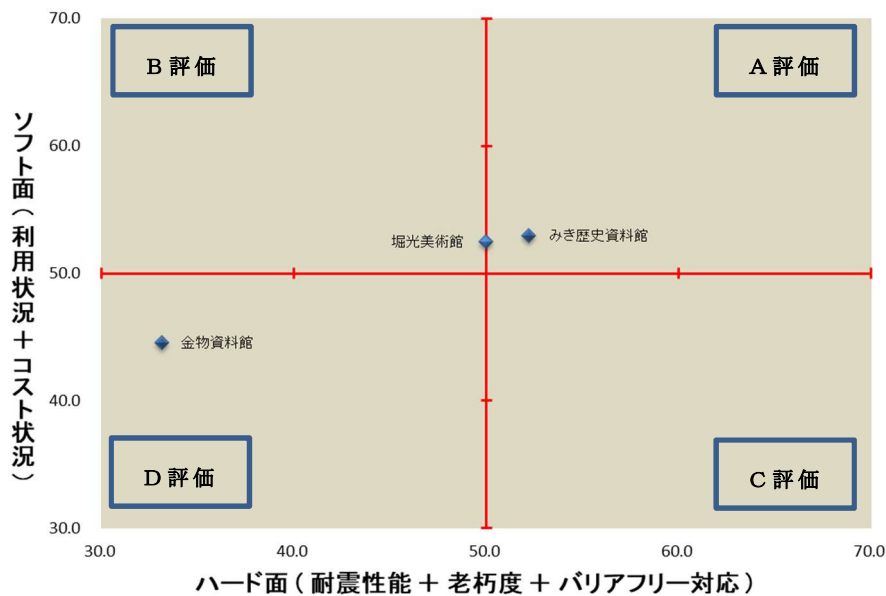 70.0
B評価
A評価
60.0
堀光美術館
みき歴史資料館
50.0
金物資料館
40.0
D評価
C評価
30.0
30.0
40.0
50.0
60.0
70.0
ソフト面(利用状況+コスト状況)
ハード面(耐震性能+老朽度+バリアフリー対応)